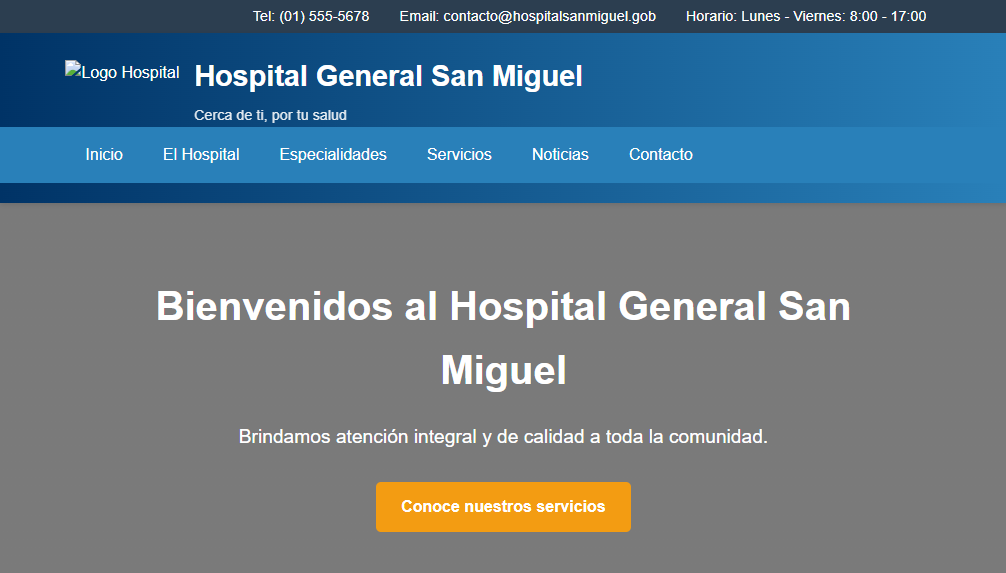 Tel: (01) 555-5678 Email: contacto@hospitalsanmiguel.gob Horario: Lunes - Viernes: 8:00 - 17:00
Logo Hospital
Hospital General San Miguel
Cerca de ti, por tu salud
Inicio El Hospital Especialidades Servicios Noticias Contacto
Bienvenidos al Hospital General San
Miguel
Brindamos atención integral y de calidad a toda la comunidad.
Conoce nuestros servicios